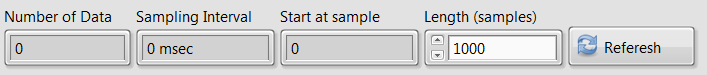 Number of Data Sampling Interval Start at sample Length (samples)
0 0 msec 0 1000 Referesh